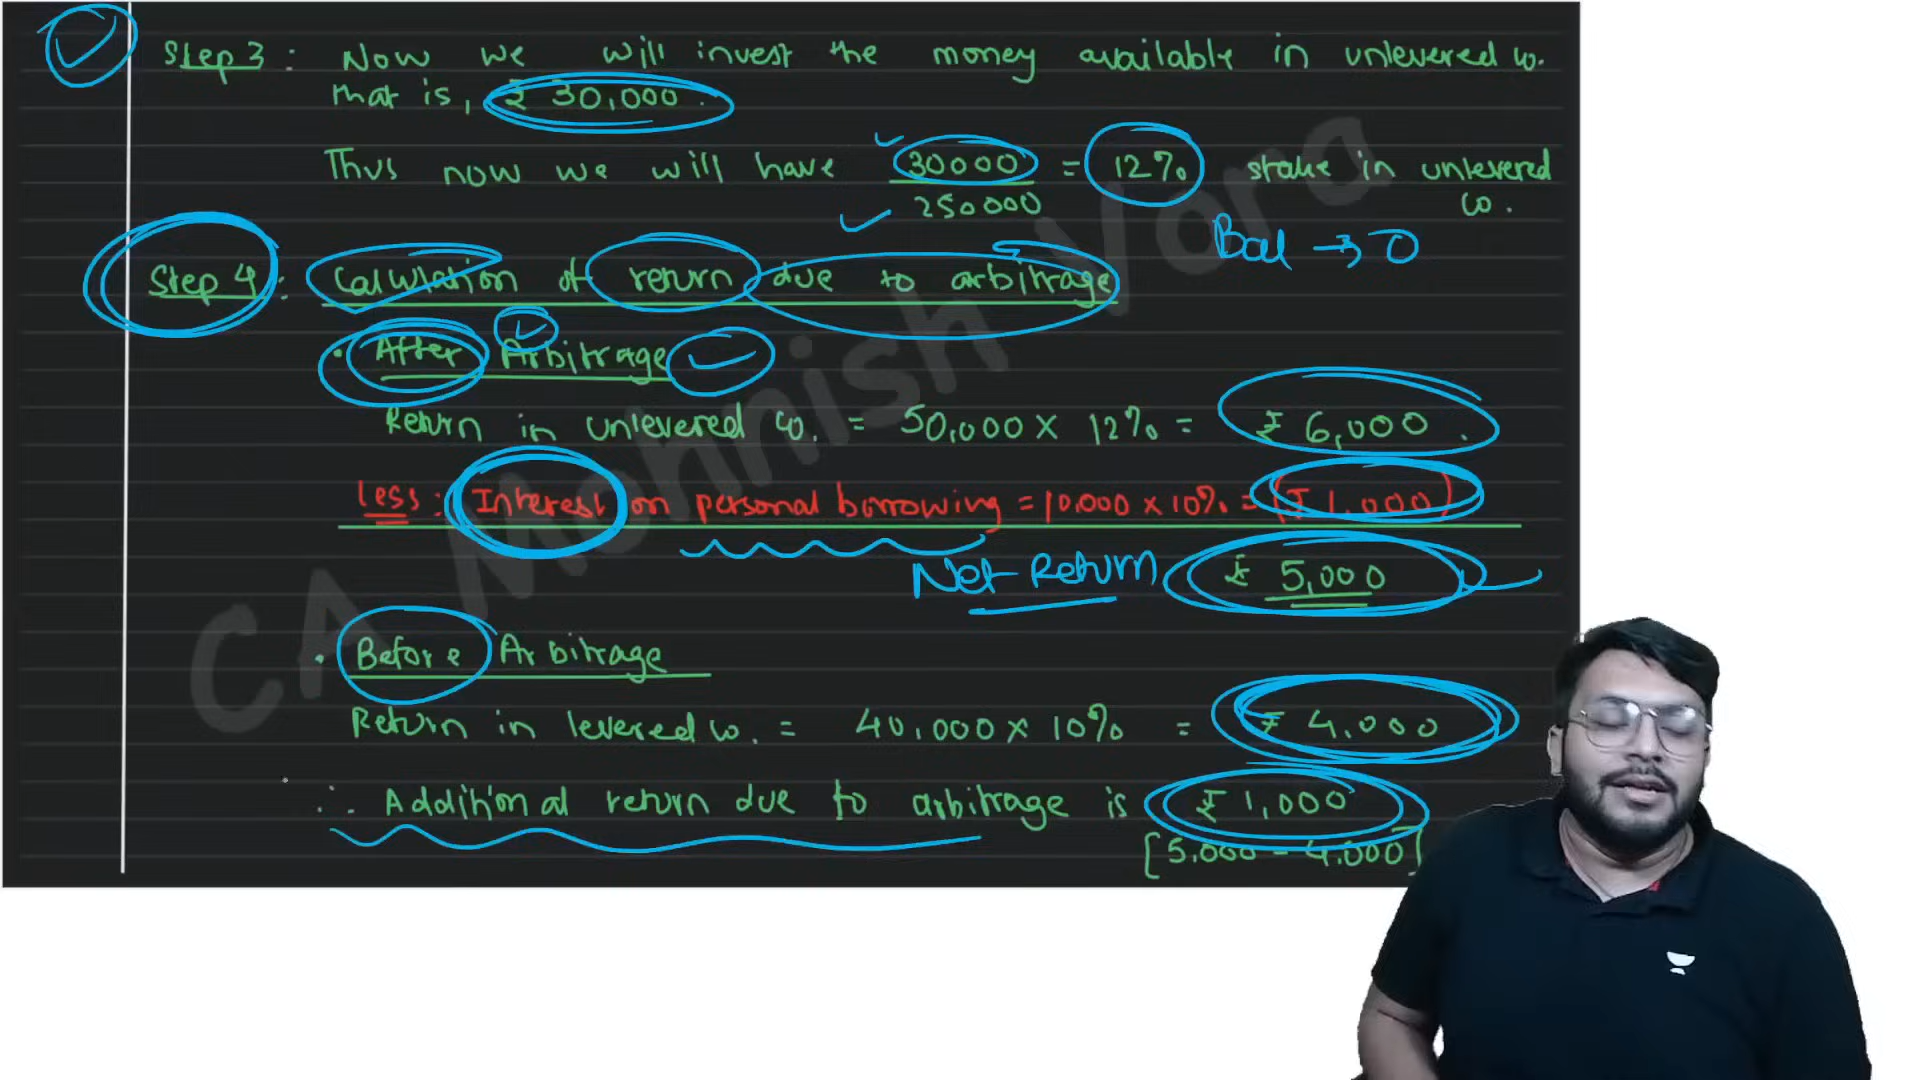 Step 3 : Now we will invest the money available in unlevered co.
that is, ₹ 30,000.
Thus now we will have 30000 / 250000 = 12% stake in unlevered co.
Bal → 0
Step 4 : Calculation of return due to arbitrage
• After Arbitrage
Return in unlevered co. = 50,000 x 12% = ₹ 6,000.
Less : Interest on personal borrowing = 10,000 x 10% = (₹ 1,000)
Net Return ₹ 5,000
• Before Arbitrage
Return in levered co. = 40,000 x 10% = ₹ 4,000
∴ Additional return due to arbitrage is ₹ 1,000
[5,000 - 4,000]
CA Mohnish Vora